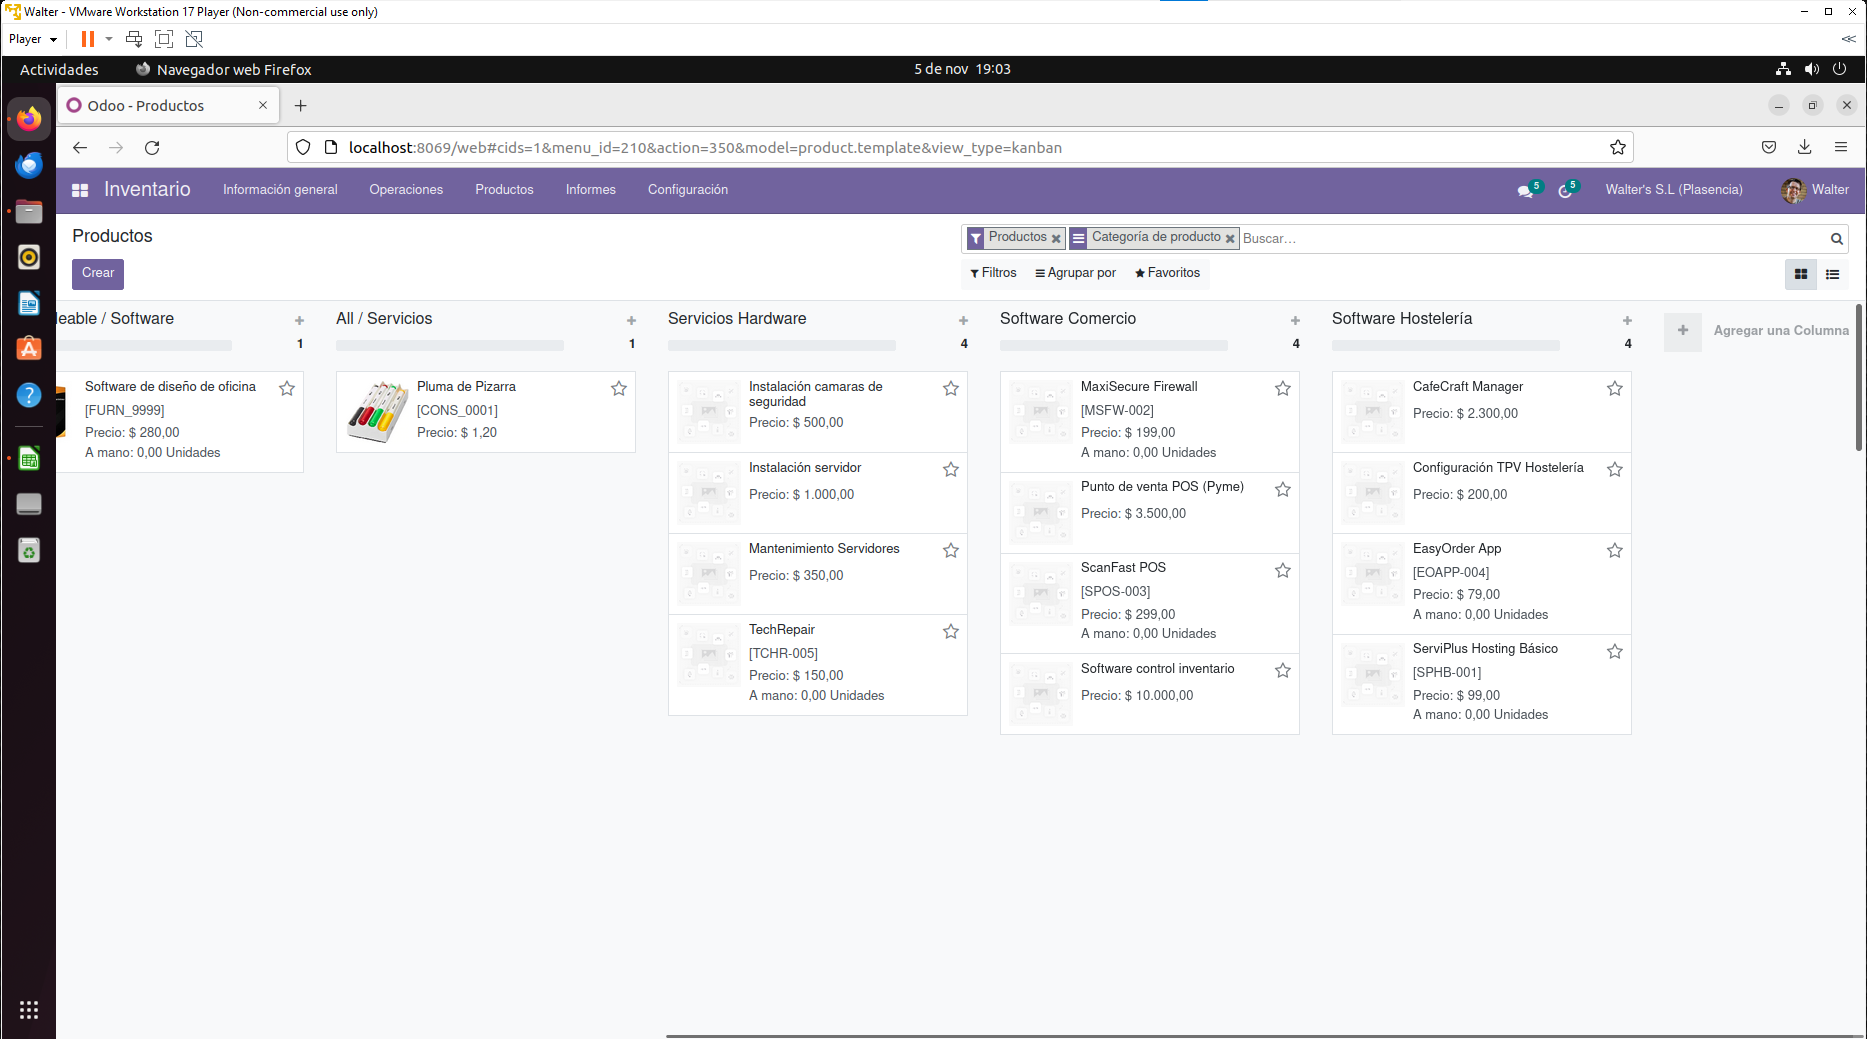 Walter - VMware Workstation 17 Player (Non-commercial use only)
Player
Actividades
Navegador web Firefox
5 de nov 19:03
Odoo - Productos
localhost:8069/web#cids=1&menu_id=210&action=350&model=product.template&view_type=kanban
Inventario
Información general
Operaciones
Productos
Informes
Configuración
5
5
Walter's S.L (Plasencia)
Walter
Productos
Productos
Categoría de producto
Buscar...
Crear
Filtros
Agrupar por
Favoritos
leable / Software
1
Software de diseño de oficina
[FURN_9999]
Precio: $ 280,00
A mano: 0,00 Unidades
All / Servicios
1
Pluma de Pizarra
[CONS_0001]
Precio: $ 1,20
Servicios Hardware
4
Instalación camaras de
seguridad
Precio: $ 500,00
Instalación servidor
Precio: $ 1.000,00
Mantenimiento Servidores
Precio: $ 350,00
TechRepair
[TCHR-005]
Precio: $ 150,00
A mano: 0,00 Unidades
Software Comercio
4
MaxiSecure Firewall
[MSFW-002]
Precio: $ 199,00
A mano: 0,00 Unidades
Punto de venta POS (Pyme)
Precio: $ 3.500,00
ScanFast POS
[SPOS-003]
Precio: $ 299,00
A mano: 0,00 Unidades
Software control inventario
Precio: $ 10.000,00
Software Hostelería
4
CafeCraft Manager
Precio: $ 2.300,00
Configuración TPV Hostelería
Precio: $ 200,00
EasyOrder App
[EOAPP-004]
Precio: $ 79,00
A mano: 0,00 Unidades
ServiPlus Hosting Básico
[SPHB-001]
Precio: $ 99,00
A mano: 0,00 Unidades
Agregar una Columna